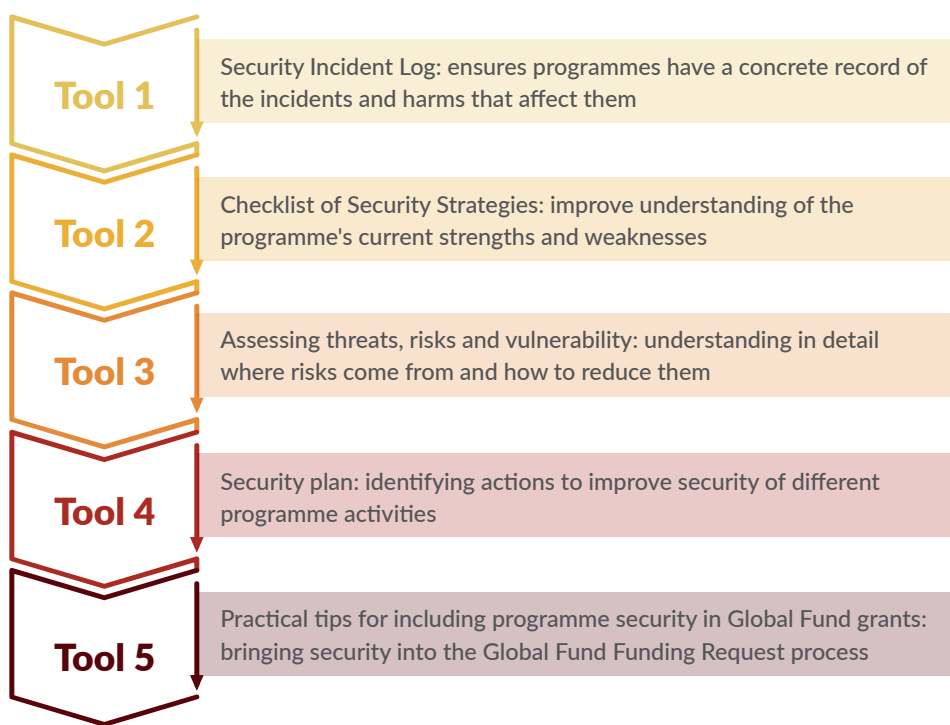 Tool 1
Security Incident Log: ensures programmes have a concrete record of
the incidents and harms that affect them
Tool 2
Checklist of Security Strategies: improve understanding of the
programme's current strengths and weaknesses
Tool 3
Assessing threats, risks and vulnerability: understanding in detail
where risks come from and how to reduce them
Tool 4
Security plan: identifying actions to improve security of different
programme activities
Tool 5
Practical tips for including programme security in Global Fund grants:
bringing security into the Global Fund Funding Request process